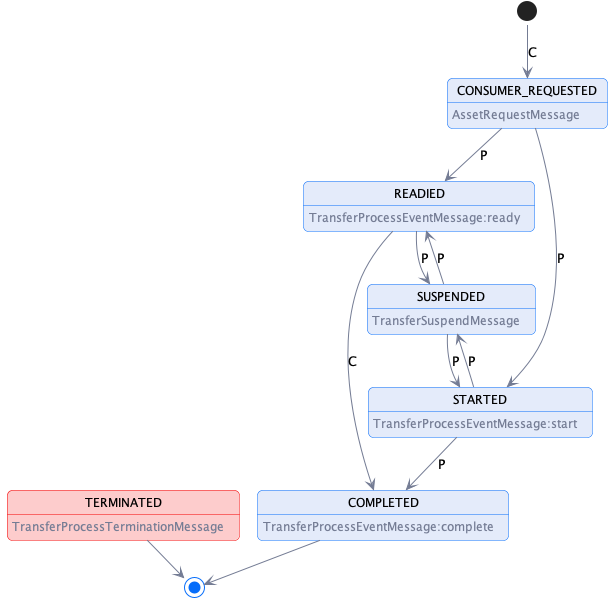 C
CONSUMER_REQUESTED
AssetRequestMessage
P
READIED
TransferProcessEventMessage:ready
P
P
P
SUSPENDED
TransferSuspendMessage
C
P
P
STARTED
TransferProcessEventMessage:start
P
TERMINATED
TransferProcessTerminationMessage
COMPLETED
TransferProcessEventMessage:complete